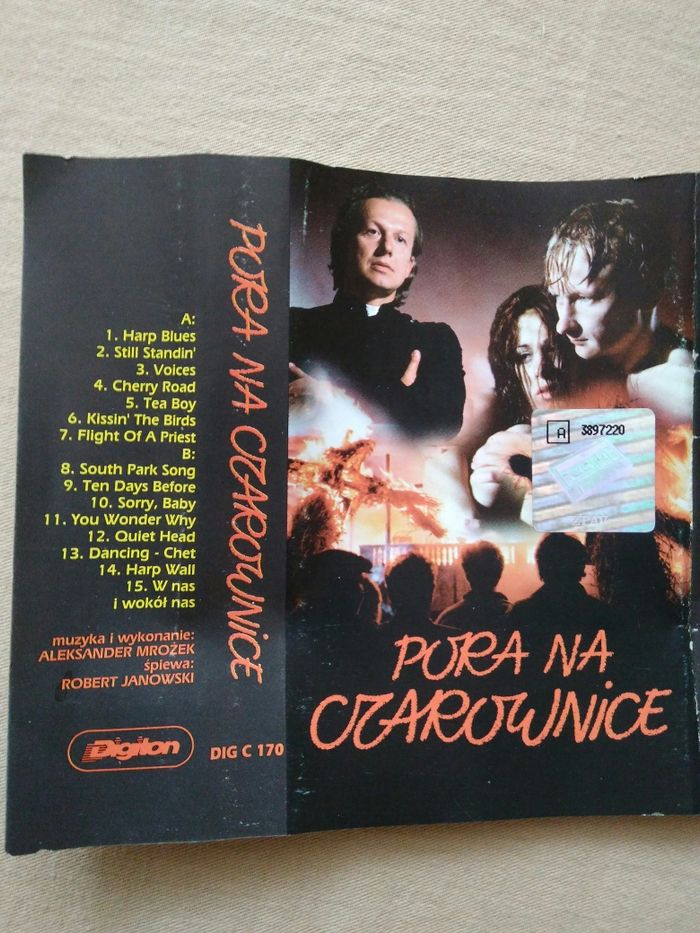 A:
1. Harp Blues
2. Still Standin'
3. Voices
4. Cherry Road
5. Tea Boy
6. Kissin' The Birds
7. Flight Of A Priest
B:
8. South Park Song
9. Ten Days Before
10. Sorry, Baby
11. You Wonder Why
12. Quiet Head
13. Dancing - Chet
14. Harp Wall
15. W nas
i wokół nas
muzyka i wykonanie:
ALEKSANDER MROŻEK
śpiewa:
ROBERT JANOWSKI
Digiton
DIG C 170
PORA NA CZAROWNICE
A 3897220
ZPAV
PORA NA
CZAROWNICE